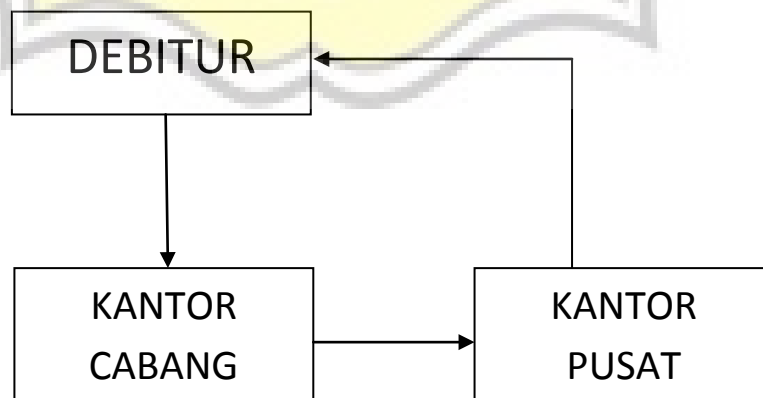 DEBITUR
KANTOR
CABANG
KANTOR
PUSAT